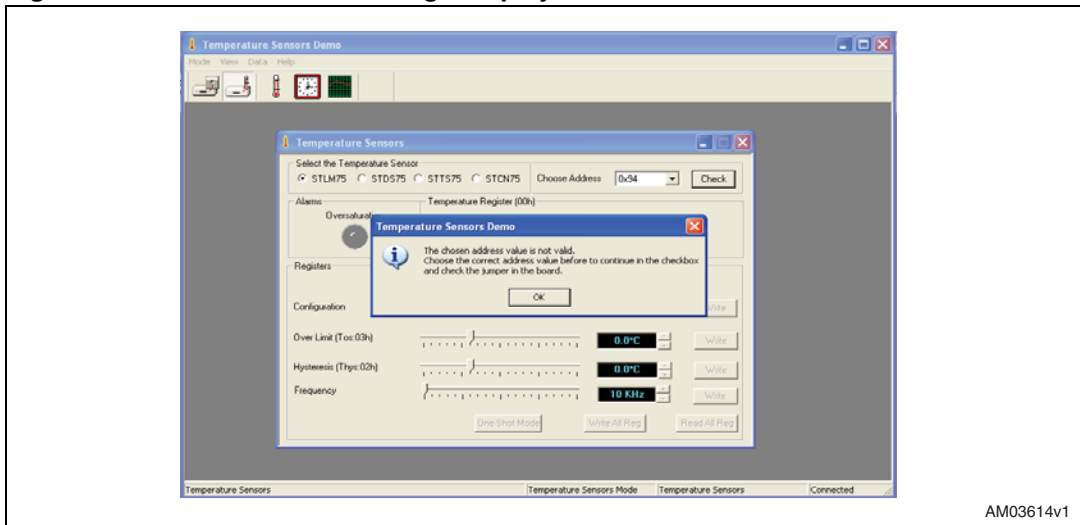 Temperature Sensors Demo
Mode View Data Help
Temperature Sensors
Select the Temperature Sensor
STLM75 STDS75 STTS75 STCN75 Choose Address 0x94 Check
Alarms Temperature Register (00h)
Temperature Sensors Demo
The chosen address value is not valid.
Choose the correct address value before to continue in the checkbox
and check the jumper in the board.
OK
Registers
Configuration Write
Over Limit (Tos:03h) 0.0°C Write
Hysteresis (Thys:02h) 0.0°C Write
Frequency 10 KHz Write
One-Shot Mode Write All Reg Read All Reg
Temperature Sensors Temperature Sensors Mode Temperature Sensors Connected
AM03614v1